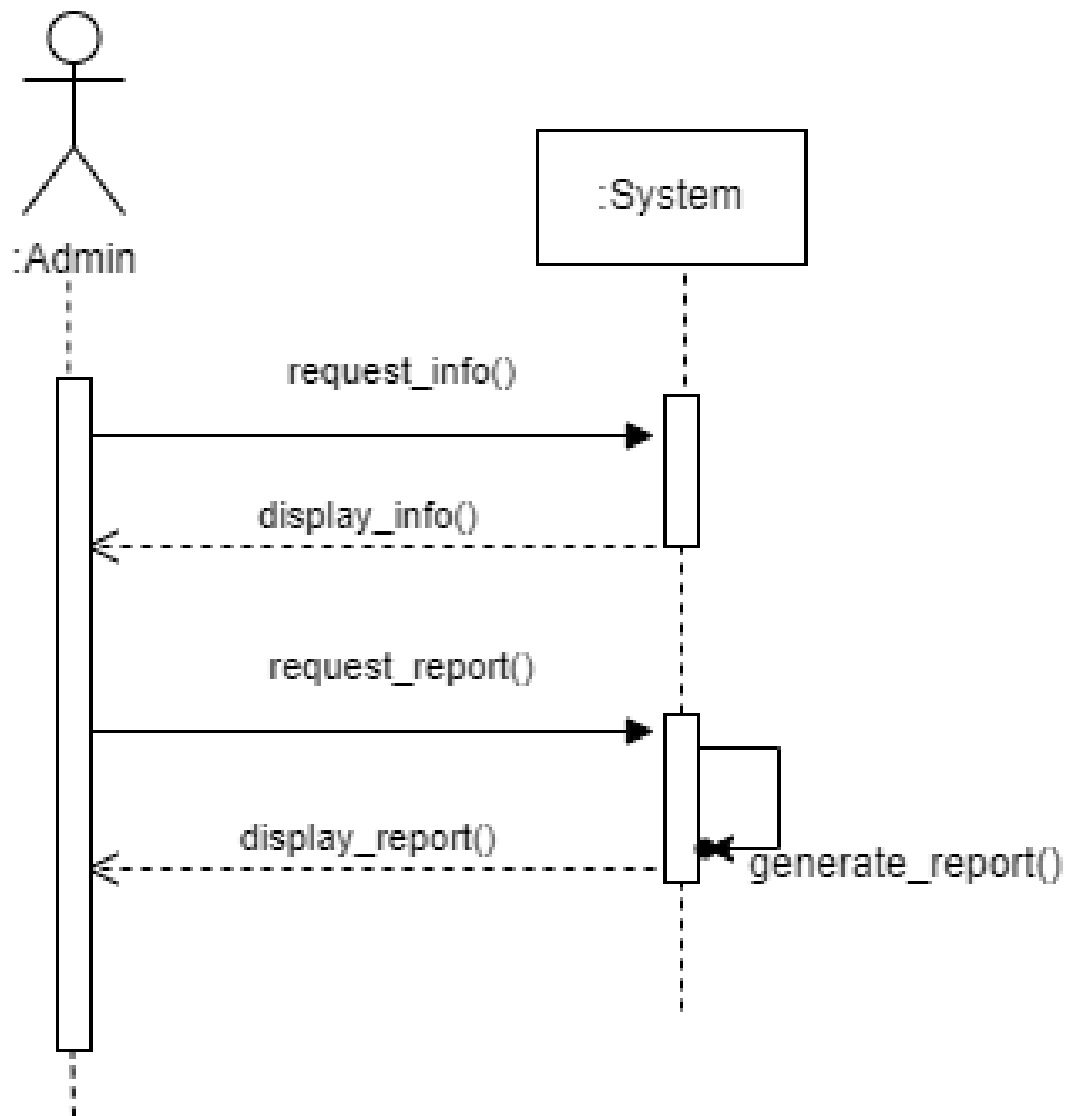 :System
:Admin
request_info()
display_info()
request_report()
display_report()
generate_report()